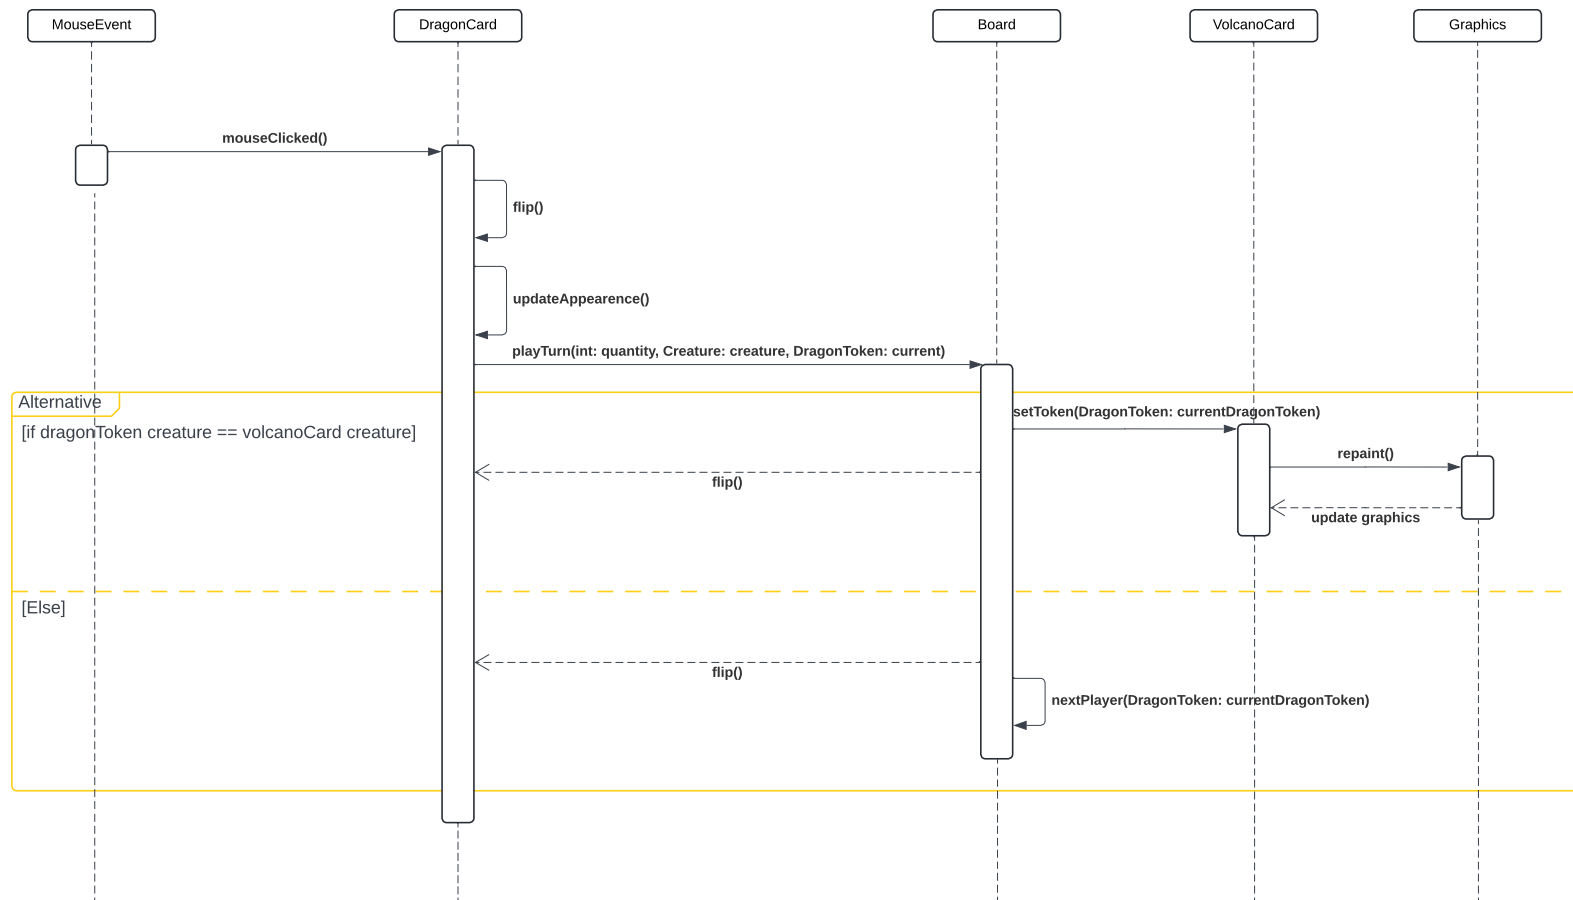 MouseEvent
DragonCard
Board
VolcanoCard
Graphics
mouseClicked()
flip()
updateAppearence()
playTurn(int: quantity, Creature: creature, DragonToken: current)
Alternative
[if dragonToken creature == volcanoCard creature]
setToken(DragonToken: currentDragonToken)
repaint()
flip()
update graphics
[Else]
flip()
nextPlayer(DragonToken: currentDragonToken)